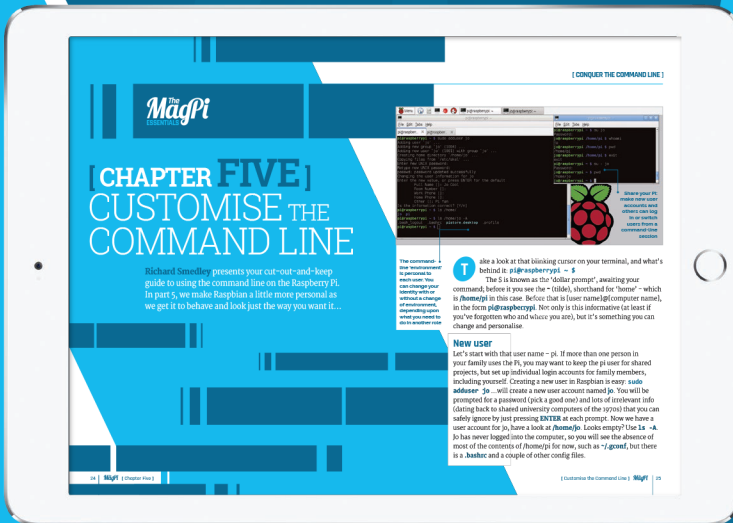 The
MagPi
ESSENTIALS
[ CHAPTER FIVE ]
CUSTOMISE THE
COMMAND LINE
Richard Smedley presents your cut-out-and-keep
guide to using the command line on the Raspberry Pi.
In part 5, we make Raspbian a little more personal as
we get it to behave and look just the way you want it...
24 | MagPi [ Chapter Five ]
[ CONQUER THE COMMAND LINE ]
Share your Pi:
make new user
accounts and
others can log
in or switch
users from a
command-line
session
The command-
line 'environment'
is personal to
each user. You
can change your
identity with or
without a change
of environment,
depending upon
what you need to
do in another role
Take a look at that blinking cursor on your terminal, and what's
behind it: pi@raspberrypi ~ $
The $ is known as the 'dollar prompt', awaiting your
command; before it you see the ~ (tilde), shorthand for 'home' - which
is /home/pi in this case. Before that is [user name]@[computer name],
in the form pi@raspberrypi. Not only is this informative (at least if
you've forgotten who and where you are), but it's something you can
change and personalise.
New user
Let's start with that user name – pi. If more than one person in
your family uses the Pi, you may want to keep the pi user for shared
projects, but set up individual login accounts for family members,
including yourself. Creating a new user in Raspbian is easy: sudo
adduser jo ...will create a new user account named jo. You will be
prompted for a password (pick a good one) and lots of irrelevant info
(dating back to shared university computers of the 1970s) that you can
safely ignore by just pressing ENTER at each prompt. Now we have a
user account for jo, have a look at /home/jo. Looks empty? Use ls -A.
Jo has never logged into the computer, so you will see the absence of
most of the contents of /home/pi for now, such as ~/.gconf, but there
is a .bashrc and a couple of other config files.
[ Customise the Command Line ] MagPi | 25